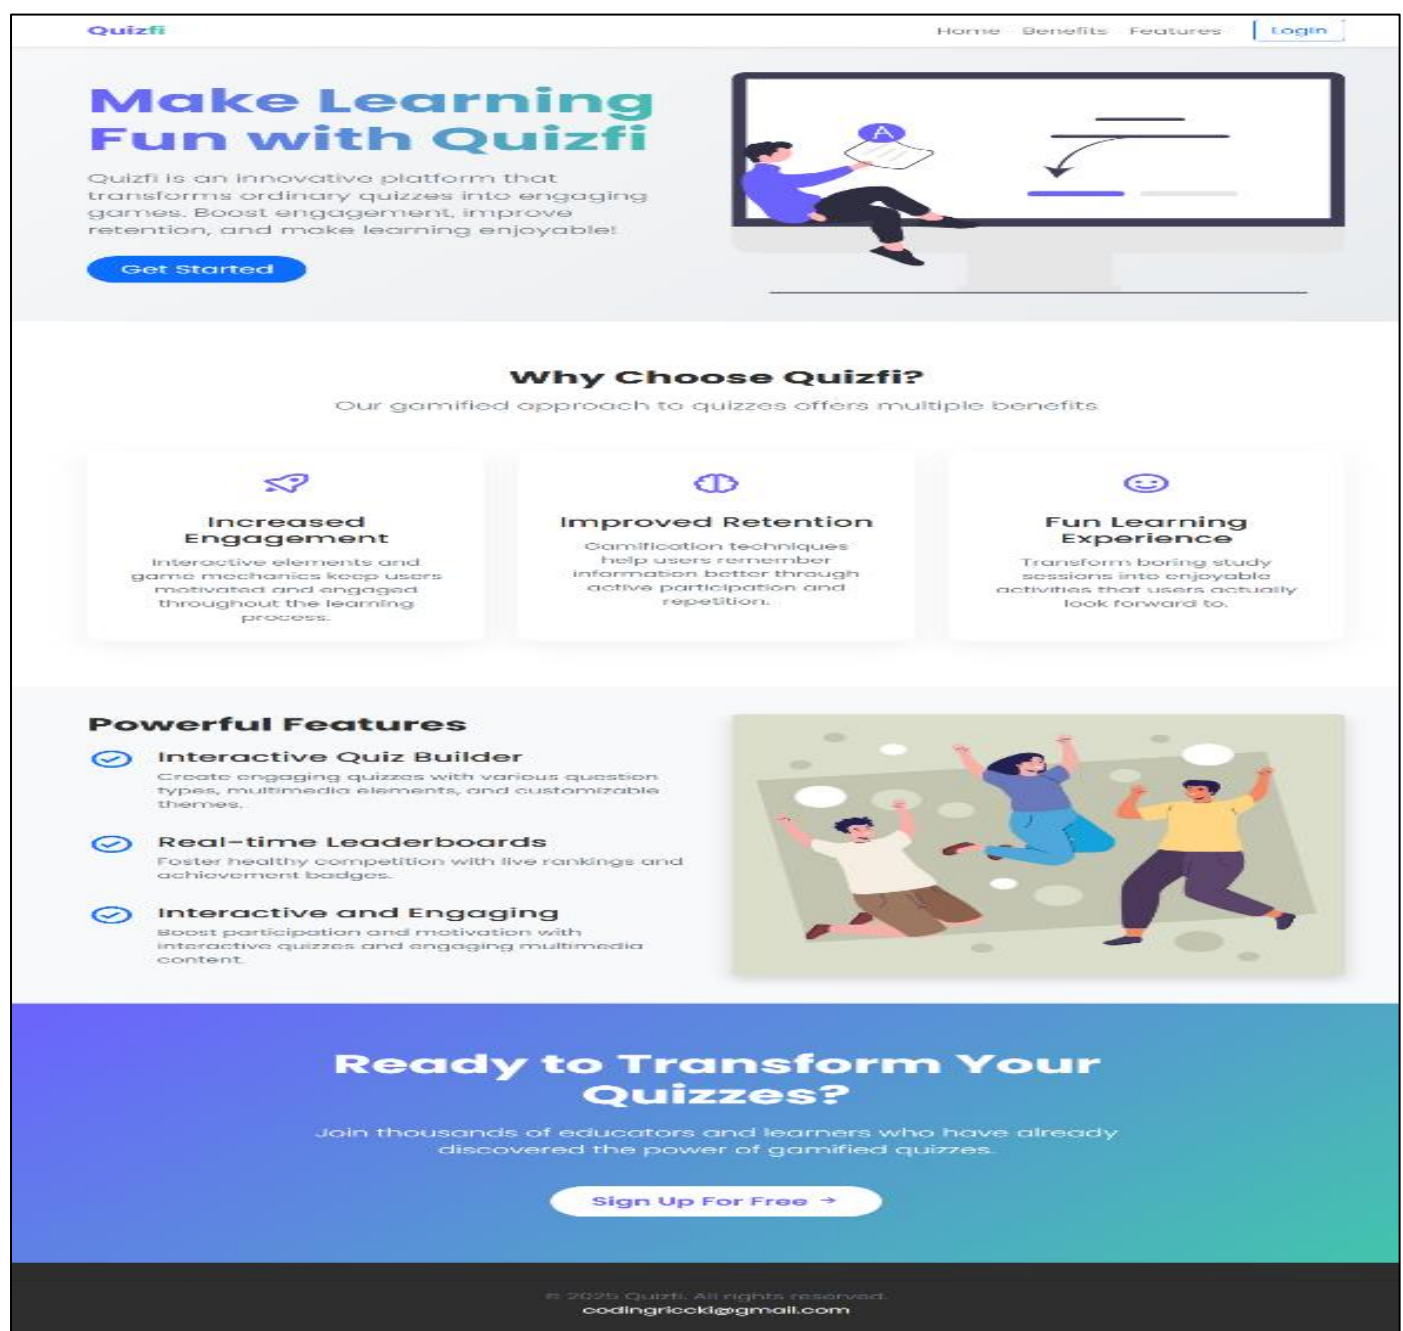 Quizfi
Home Benefits Features Login
Make Learning
Fun with Quizfi
Quizfi is an innovative platform that
transforms ordinary quizzes into engaging
games. Boost engagement, improve
retention, and make learning enjoyable!
Get Started
A
Why Choose Quizfi?
Our gamified approach to quizzes offers multiple benefits
Increased
Engagement
Interactive elements and
game mechanics keep users
motivated and engaged
throughout the learning
process.
Improved Retention
Gamification techniques
help users remember
information better through
active participation and
repetition.
Fun Learning
Experience
Transform boring study
sessions into enjoyable
activities that users actually
look forward to.
Powerful Features
Interactive Quiz Builder
Create engaging quizzes with various question
types, multimedia elements, and customizable
themes.
Real-time Leaderboards
Foster healthy competition with live rankings and
achievement badges.
Interactive and Engaging
Boost participation and motivation with
interactive quizzes and engaging multimedia
content.
Ready to Transform Your
Quizzes?
Join thousands of educators and learners who have already
discovered the power of gamified quizzes.
Sign Up For Free →
© 2025 Quizfi. All rights reserved.
codingriccki@gmail.com